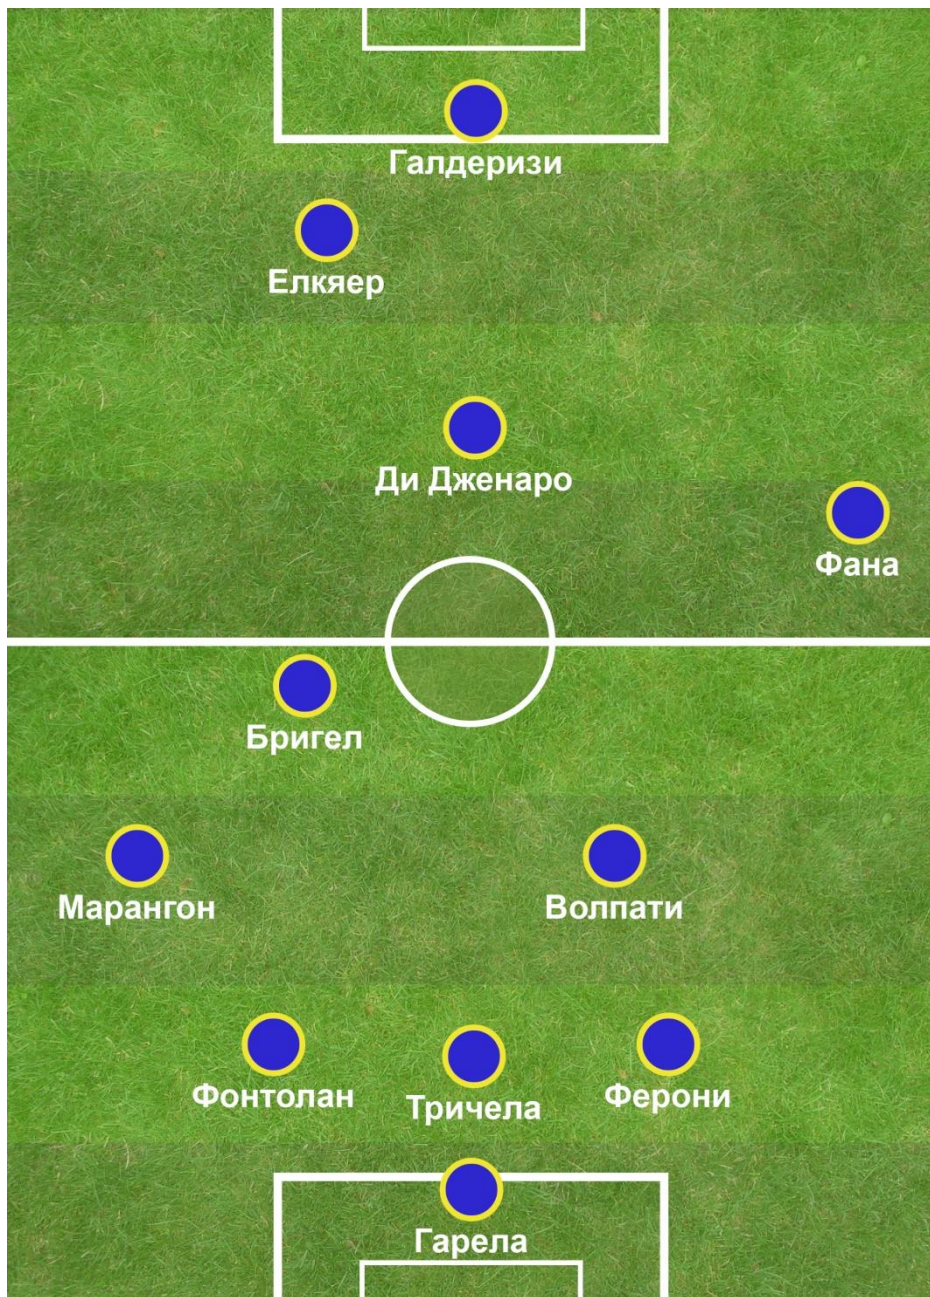 Галдеризи
Елкяер
Ди Дженаро
Фана
Бригел
Марангон
Волпати
Фонтолан
Тричела
Ферони
Гарела